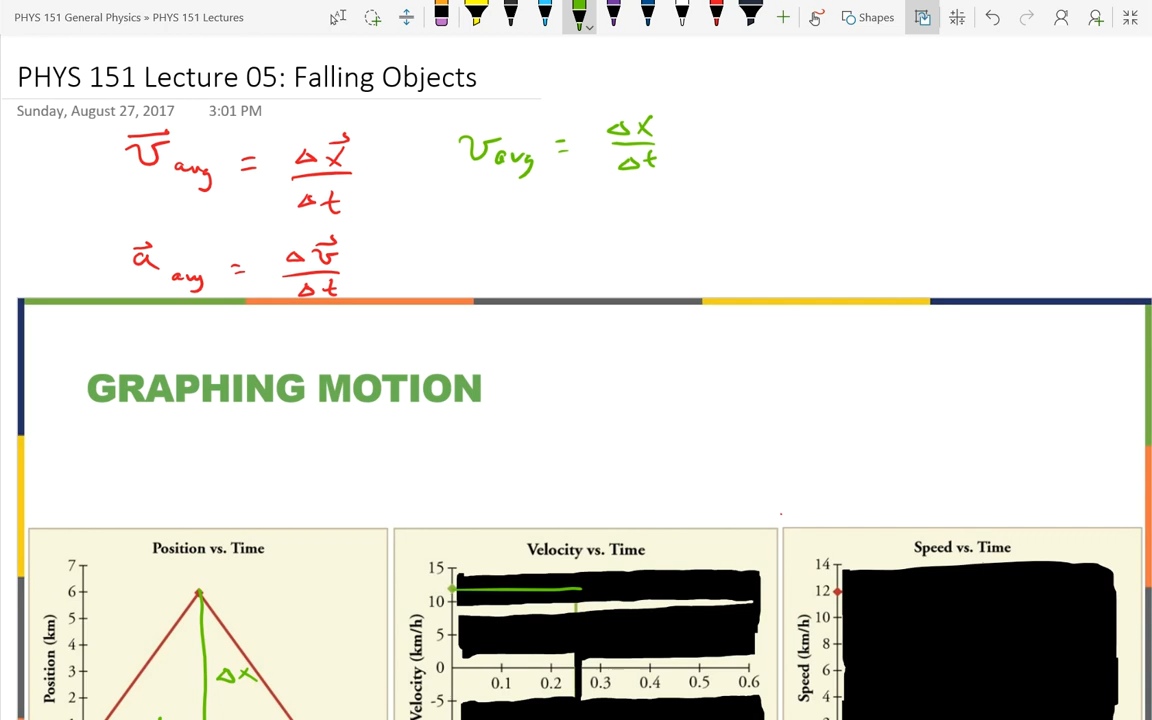 PHYS 151 General Physics » PHYS 151 Lectures
Shapes
PHYS 151 Lecture 05: Falling Objects
Sunday, August 27, 2017 3:01 PM
v⃗ avg = Δx⃗ / Δt
v avg = Δx / Δt
a⃗ avg = Δv⃗ / Δt
GRAPHING MOTION
Position vs. Time
Position (km)
7
6
5
4
3
2
Δx
Velocity vs. Time
Velocity (km/h)
15
10
5
0
-5
0.1 0.2 0.3 0.4 0.5 0.6
Speed vs. Time
Speed (km/h)
14
12
10
8
6
4